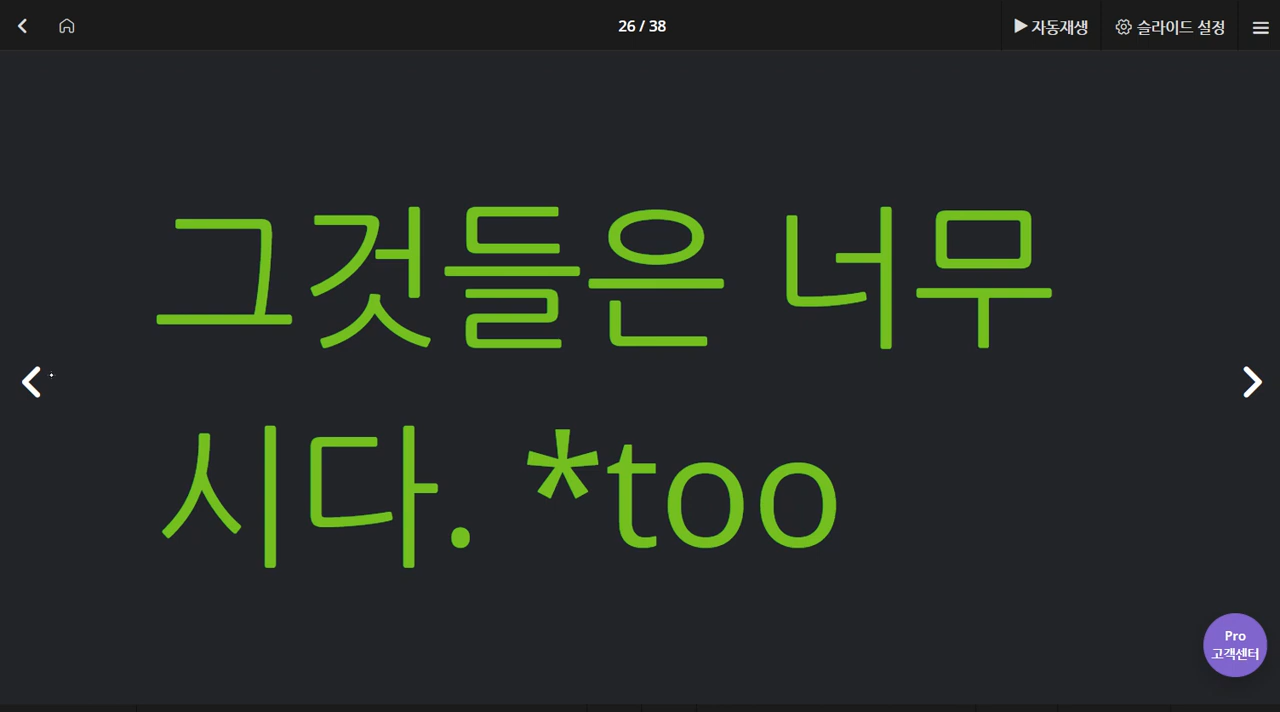 26 / 38
▶ 자동재생
슬라이드 설정
그것들은 너무
시다. *too
Pro
고객센터